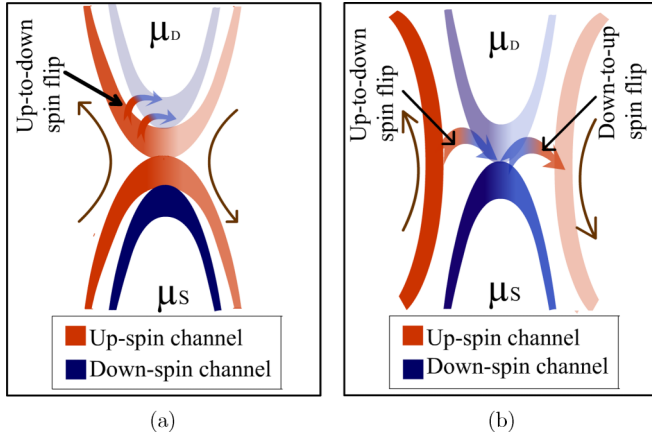 μD
Up-to-down
spin flip
μS
Up-spin channel
Down-spin channel
(a)
μD
Up-to-down
spin flip
Down-to-up
spin flip
μS
Up-spin channel
Down-spin channel
(b)